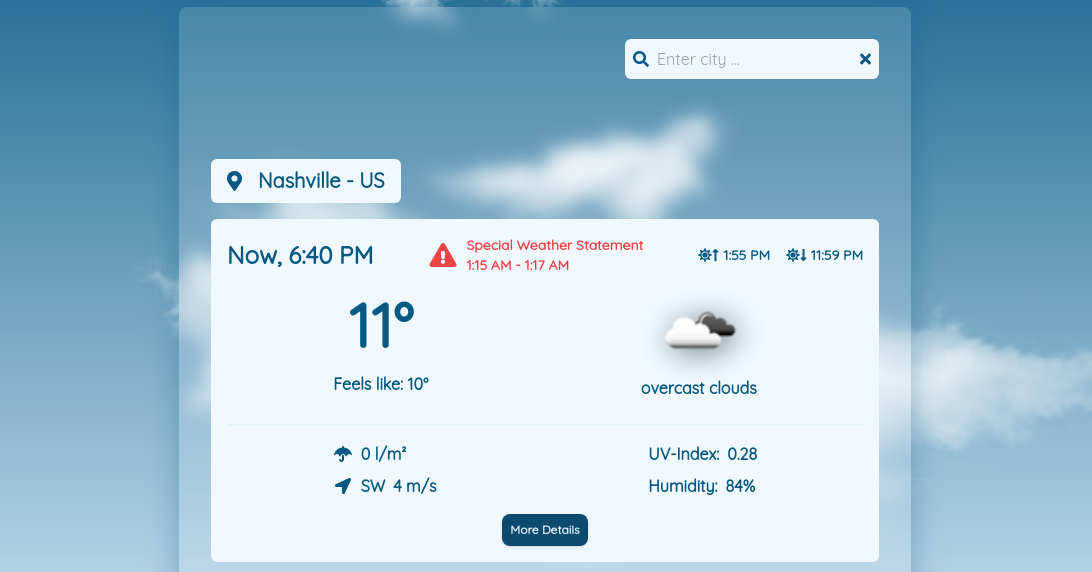 Enter city ...
Nashville - US
Now, 6:40 PM
Special Weather Statement
1:15 AM - 1:17 AM
1:55 PM 11:59 PM
11°
Feels like: 10°
overcast clouds
0 l/m²
UV-Index: 0.28
SW 4 m/s
Humidity: 84%
More Details